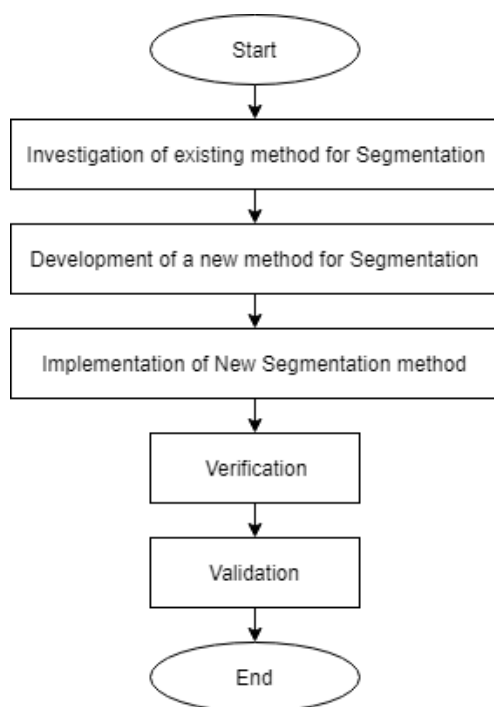 Start
Investigation of existing method for Segmentation
Development of a new method for Segmentation
Implementation of New Segmentation method
Verification
Validation
End